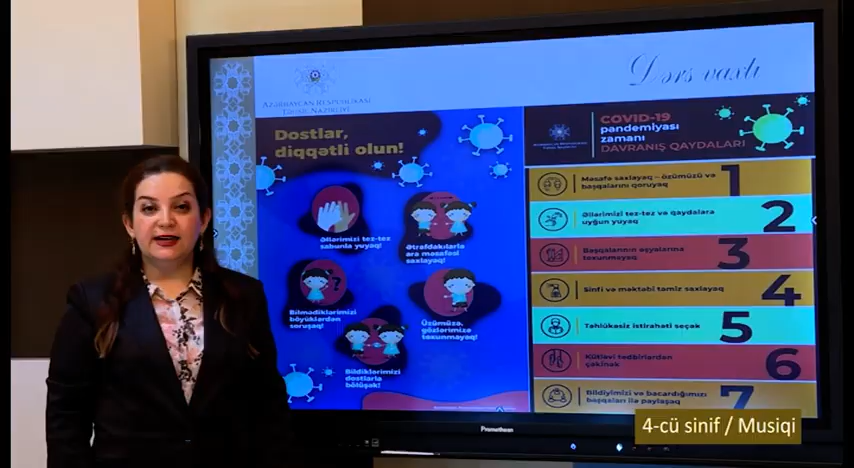 Dərs vaxtı
AZƏRBAYCAN RESPUBLİKASI
TƏHSİL NAZİRLİYİ
Dostlar,
diqqətli olun!
Əllərimizi tez-tez
sabunla yuyaq!
Ətrafdakılarla
ara məsafəsi
saxlayaq!
Bilmədiklərimizi
böyüklərdən
soruşaq!
Üzümüzə,
gözlərimizə
toxunmayaq!
Bildiklərimizi
dostlarla
bölüşək!
COVID-19
pandemiyası
zamanı
DAVRANIŞ QAYDALARI
Məsafə saxlayaq – özümüzü və
başqalarını qoruyaq
1
Əllərimizi tez-tez və qaydalara
uyğun yuyaq
2
Başqalarının əşyalarına
toxunmayaq
3
Sinfi və məktəbi təmiz saxlayaq
4
Təhlükəsiz istirahəti seçək
5
Kütləvi tədbirlərdən
çəkinək
6
Bildiyimizi və bacardığımızı
başqaları ilə paylaşaq
7
Promethean
4-cü sinif / Musiqi